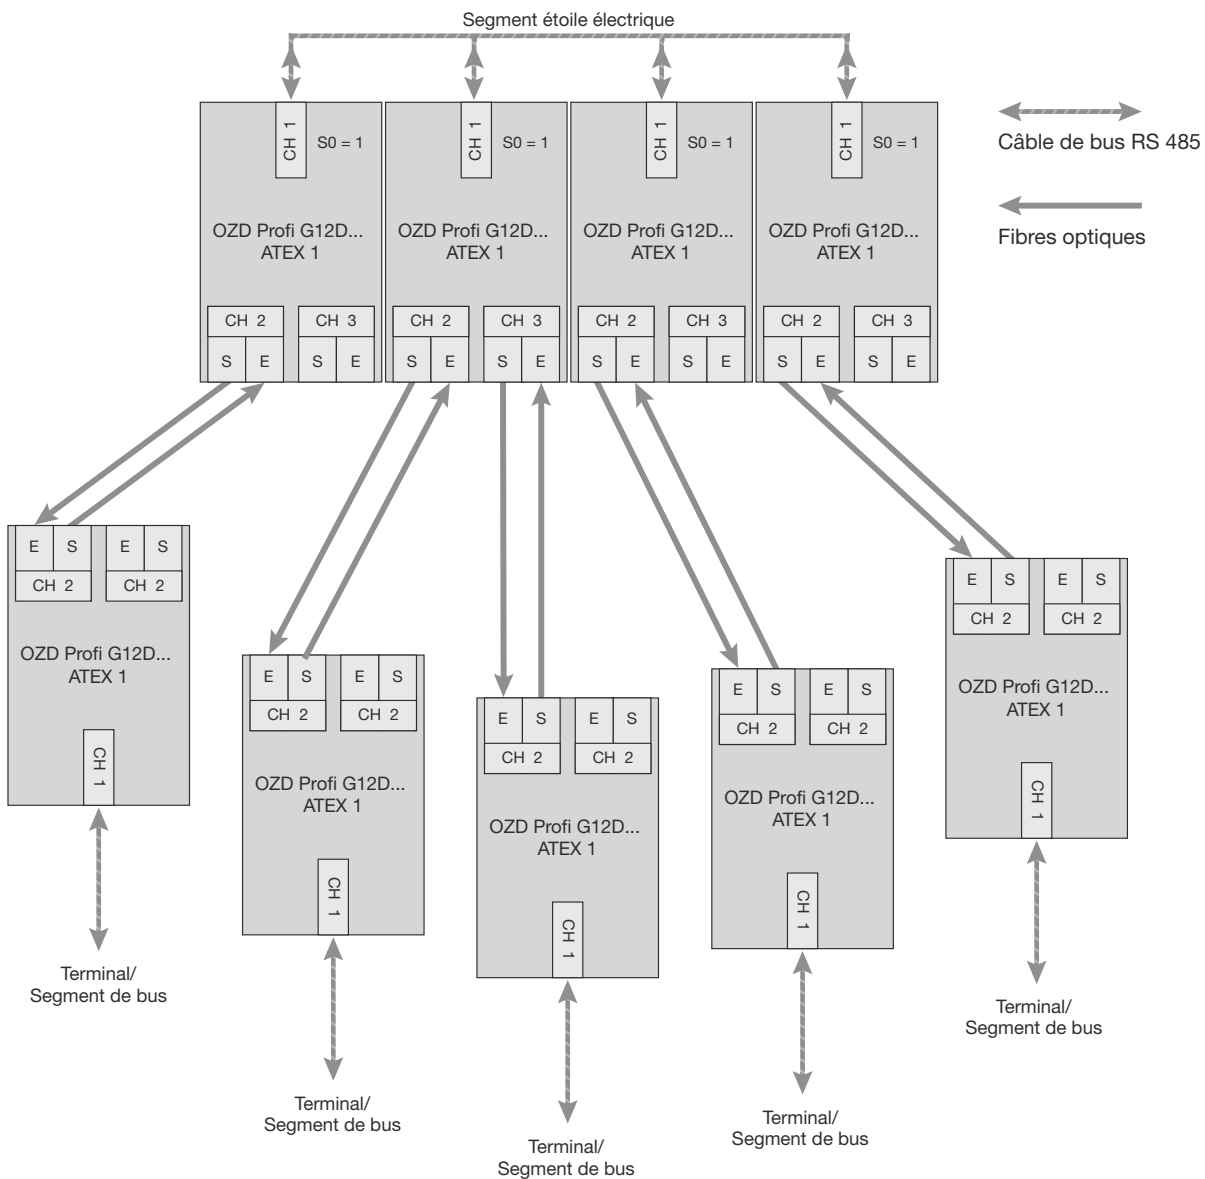 Segment étoile électrique
CH 1
S0 = 1
CH 1
S0 = 1
CH 1
S0 = 1
CH 1
S0 = 1
Câble de bus RS 485
Fibres optiques
OZD Profi G12D...
ATEX 1
OZD Profi G12D...
ATEX 1
OZD Profi G12D...
ATEX 1
OZD Profi G12D...
ATEX 1
CH 2
CH 3
CH 2
CH 3
CH 2
CH 3
CH 2
CH 3
S E
S E
S E
S E
S E
S E
S E
S E
E S
E S
CH 2
CH 2
OZD Profi G12D...
ATEX 1
CH 1
Terminal/
Segment de bus
E S
E S
CH 2
CH 2
OZD Profi G12D...
ATEX 1
CH 1
Terminal/
Segment de bus
E S
E S
CH 2
CH 2
OZD Profi G12D...
ATEX 1
CH 1
Terminal/
Segment de bus
E S
E S
CH 2
CH 2
OZD Profi G12D...
ATEX 1
CH 1
Terminal/
Segment de bus
E S
E S
CH 2
CH 2
OZD Profi G12D...
ATEX 1
CH 1
Terminal/
Segment de bus